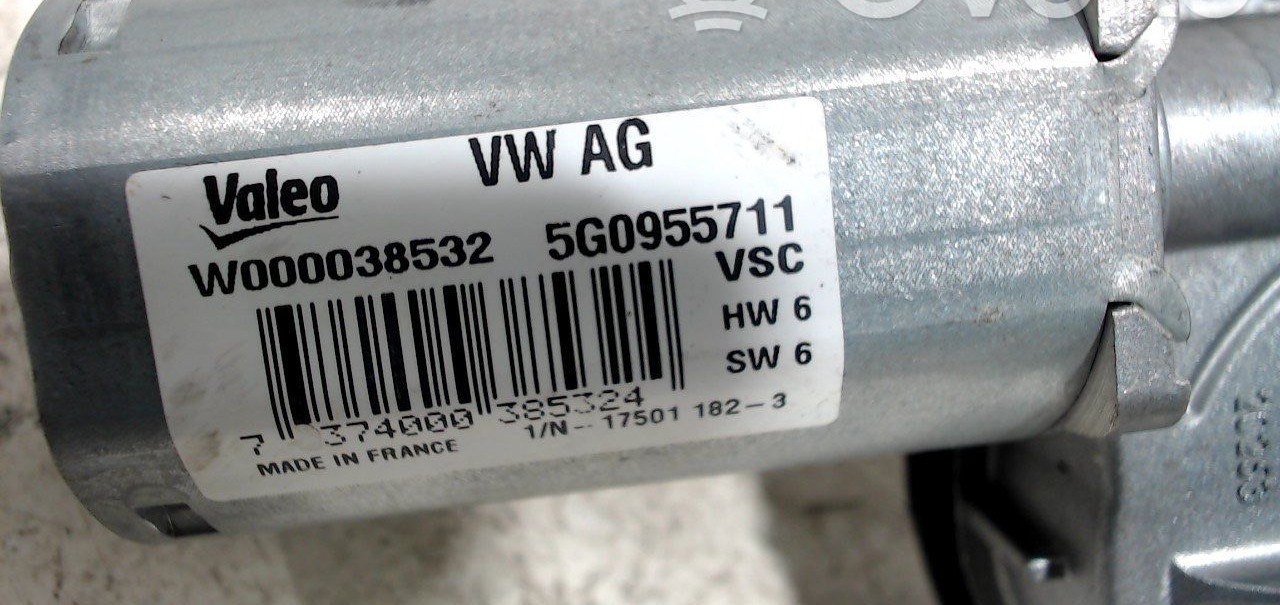 VW AG
Valeo
W000038532 5G0955711
VSC
HW 6
SW 6
7 374000 385324
1/N-- 17501 182-3
MADE IN FRANCE